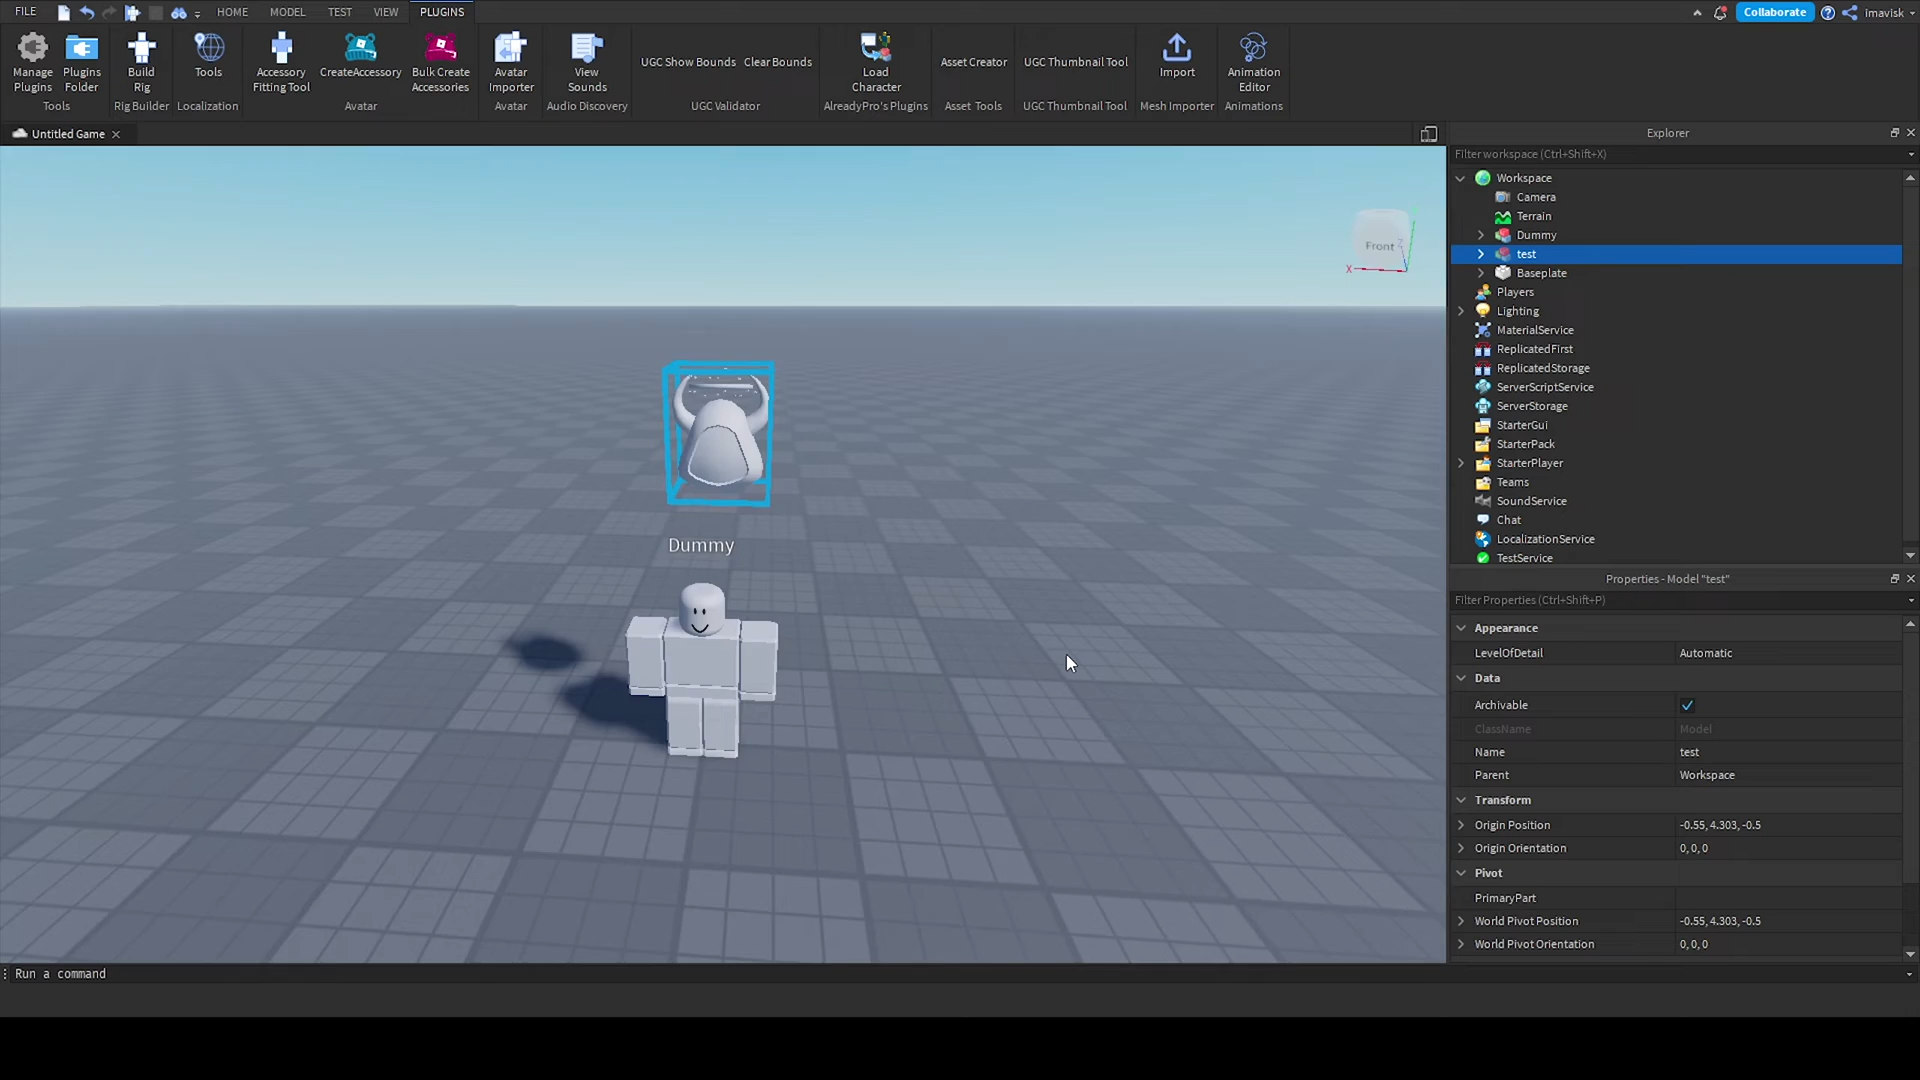 FILE HOME MODEL TEST VIEW PLUGINS Collaborate imavisk
Manage Plugins
Plugins Folder
Tools
Build Rig
Rig Builder
Tools
Localization
Accessory Fitting Tool
CreateAccessory
Bulk Create Accessories
Avatar
Avatar Importer
Avatar
View Sounds
Audio Discovery
UGC Show Bounds Clear Bounds
UGC Validator
Load Character
AlreadyPro's Plugins
Asset Creator
Asset Tools
UGC Thumbnail Tool
UGC Thumbnail Tool
Import
Mesh Importer
Animation Editor
Animations
Untitled Game
Front
X
Z
Dummy
Run a command
Explorer
Filter workspace (Ctrl+Shift+X)
Workspace
Camera
Terrain
Dummy
test
Baseplate
Players
Lighting
MaterialService
ReplicatedFirst
ReplicatedStorage
ServerScriptService
ServerStorage
StarterGui
StarterPack
StarterPlayer
Teams
SoundService
Chat
LocalizationService
TestService
Properties - Model "test"
Filter Properties (Ctrl+Shift+P)
Appearance
LevelOfDetail Automatic
Data
Archivable
ClassName Model
Name test
Parent Workspace
Transform
Origin Position -0.55, 4.303, -0.5
Origin Orientation 0, 0, 0
Pivot
PrimaryPart
World Pivot Position -0.55, 4.303, -0.5
World Pivot Orientation 0, 0, 0